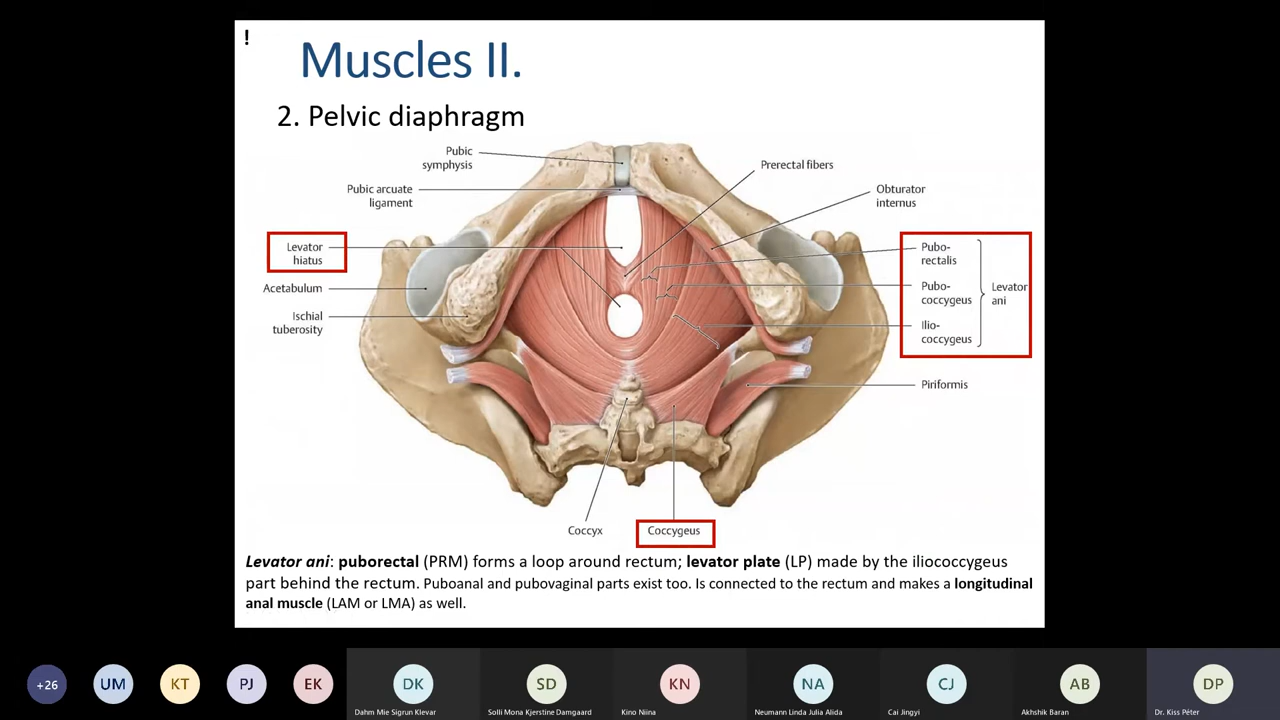 !
Muscles II.
2. Pelvic diaphragm
Pubic
symphysis
Prerectal fibers
Pubic arcuate
ligament
Obturator
internus
Levator
hiatus
Pubo-
rectalis
Acetabulum
Pubo-
coccygeus
Levator
ani
Ischial
tuberosity
Ilio-
coccygeus
Piriformis
Coccyx
Coccygeus
Levator ani: puborectal (PRM) forms a loop around rectum; levator plate (LP) made by the iliococcygeus
part behind the rectum. Puboanal and pubovaginal parts exist too. Is connected to the rectum and makes a longitudinal
anal muscle (LAM or LMA) as well.
+26
UM
KT
PJ
EK
DK
SD
KN
NA
CJ
AB
DP
Dahm Mie Sigrun Klevar
Solli Mona Kjerstine Damgaard
Kino Niina
Neumann Linda Julia Alida
Cai Jingyi
Akhshik Baran
Dr. Kiss Péter